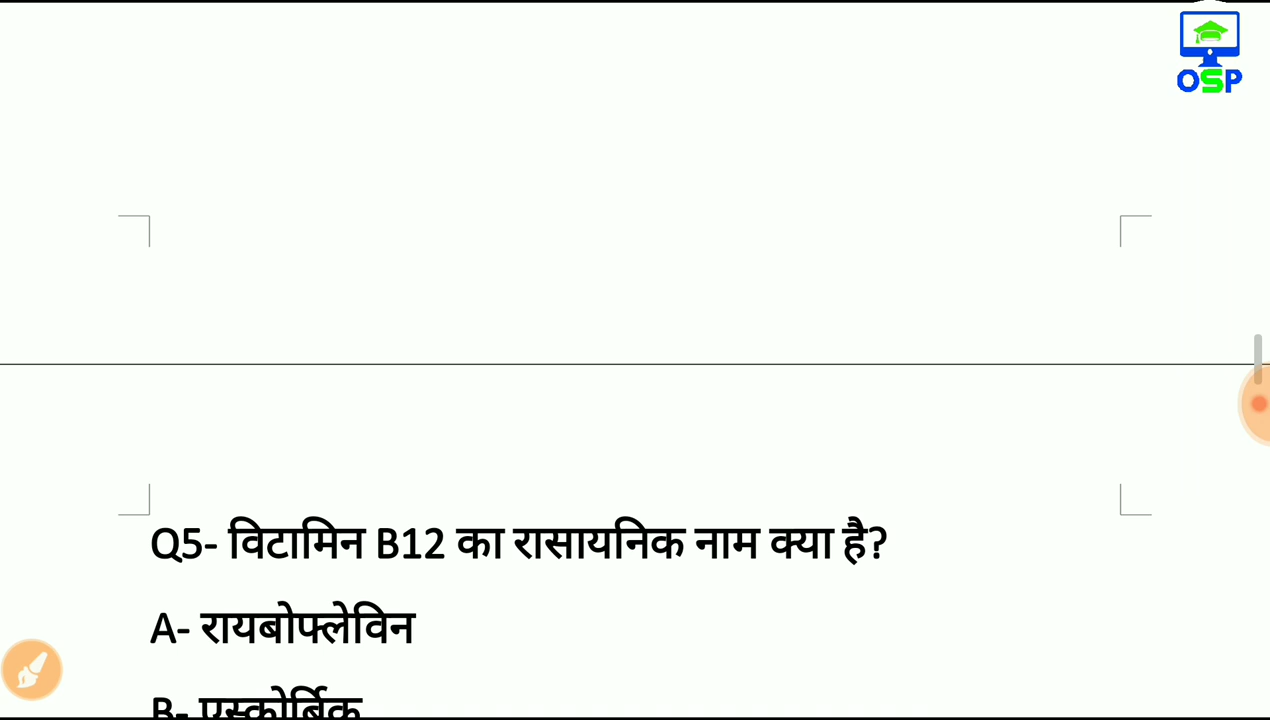 OSP
Q5- विटामिन B12 का रासायनिक नाम क्या है?
A- रायबोफ्लेविन
B- एस्कोर्बिक